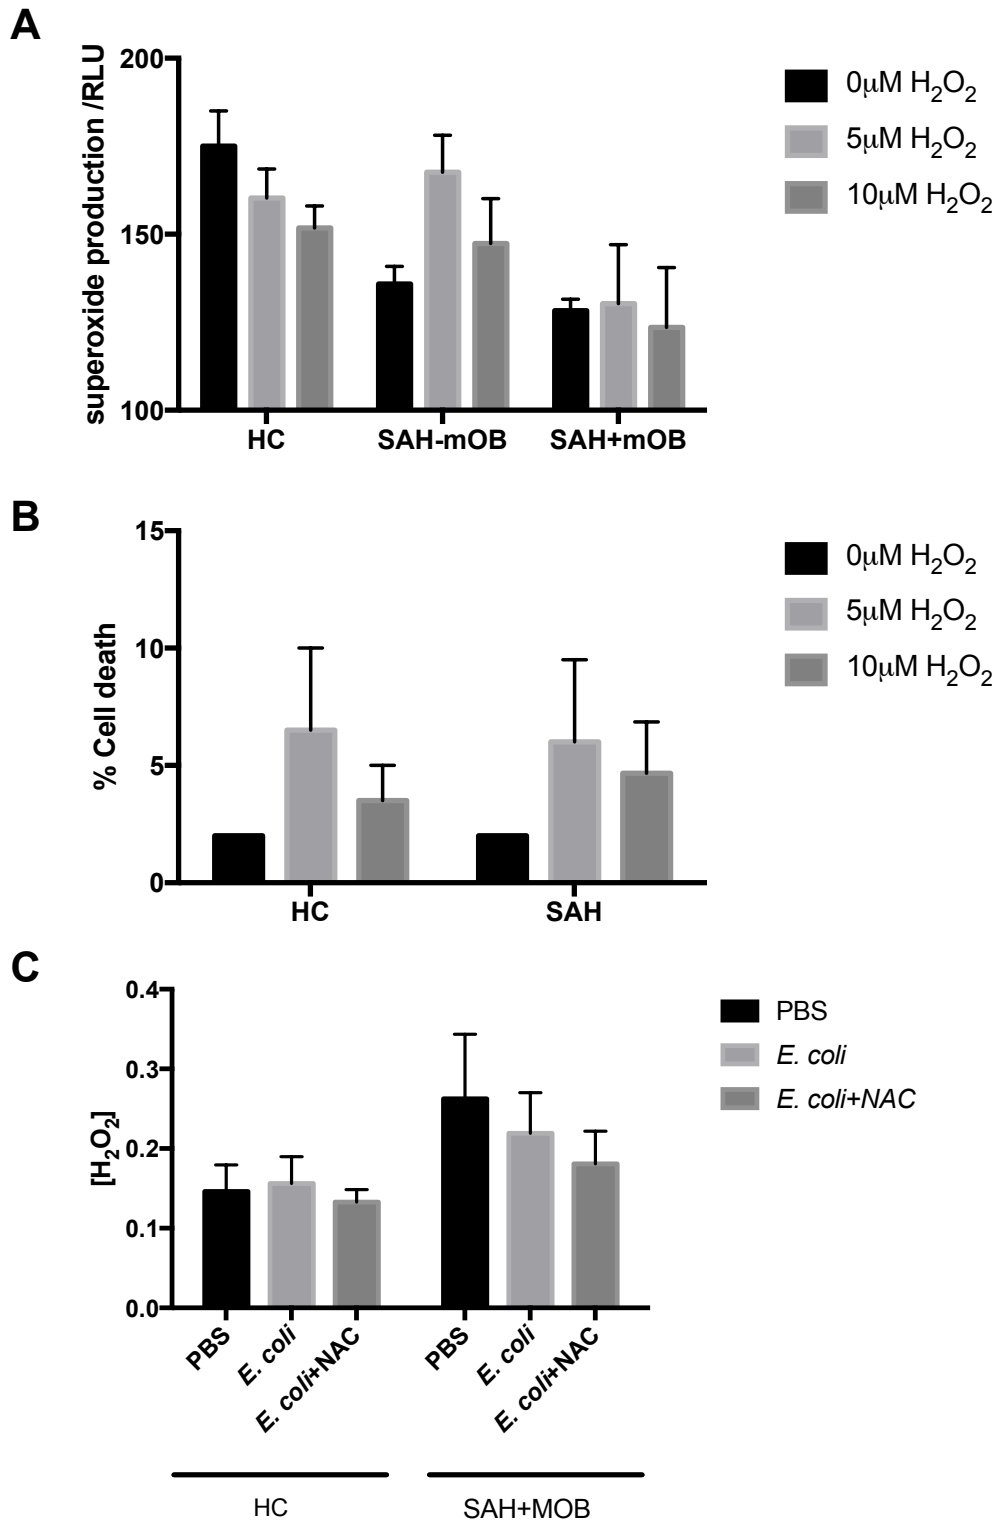 A
superoxide production /RLU
200
150
100
HC
SAH-mOB
SAH+mOB
0μM H₂O₂
5μM H₂O₂
10μM H₂O₂
B
% Cell death
15
10
5
0
HC
SAH
0μM H₂O₂
5μM H₂O₂
10μM H₂O₂
C
[H₂O₂]
0.4
0.3
0.2
0.1
0.0
PBS
E. coli
E. coli+NAC
PBS
E. coli
E. coli+NAC
HC
SAH+MOB
PBS
E. coli
E. coli+NAC